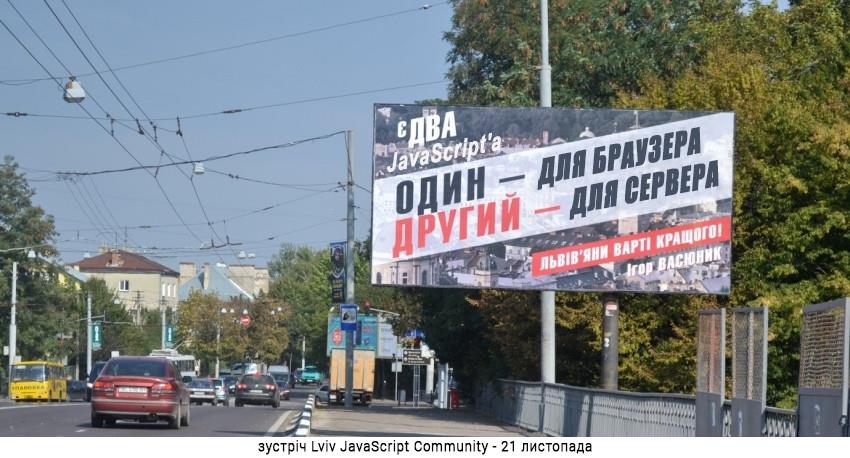 є ДВА
JavaScript'а
ОДИН — ДЛЯ БРАУЗЕРА
ДРУГИЙ — ДЛЯ СЕРВЕРА
ЛЬВІВ'ЯНИ ВАРТІ КРАЩОГО!
Ігор ВАСЮНИК
УПАКОВКА
зустріч Lviv JavaScript Community - 21 листопада